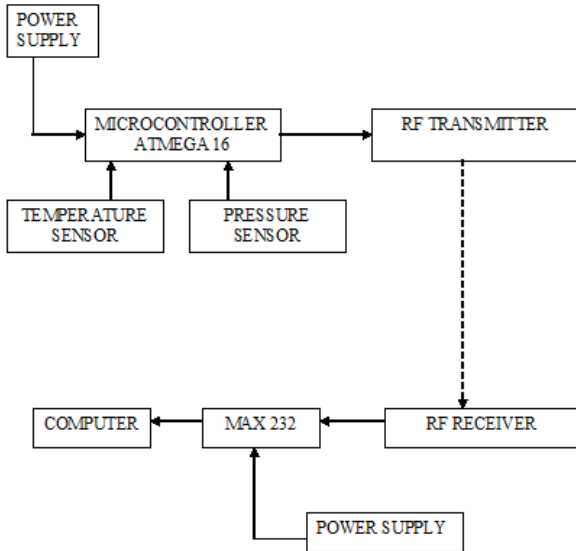 POWER
SUPPLY
MICROCONTROLLER
ATMEGA 16
RF TRANSMITTER
TEMPERATURE
SENSOR
PRESSURE
SENSOR
COMPUTER
MAX 232
RF RECEIVER
POWER SUPPLY